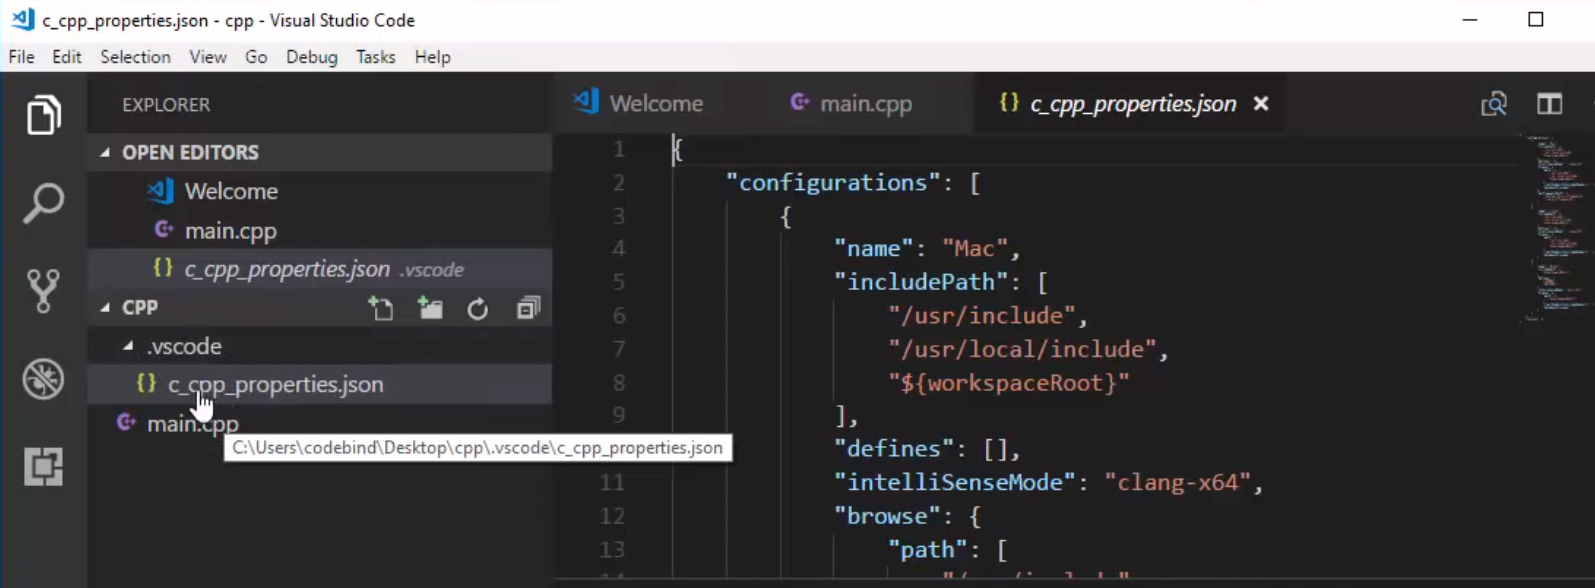 c_cpp_properties.json - cpp - Visual Studio Code
File Edit Selection View Go Debug Tasks Help
EXPLORER
OPEN EDITORS
Welcome
main.cpp
c_cpp_properties.json .vscode
CPP
.vscode
c_cpp_properties.json
main.cpp
C:\Users\codebind\Desktop\cpp\.vscode\c_cpp_properties.json
Welcome main.cpp c_cpp_properties.json
1 {
2 "configurations": [
3 {
4 "name": "Mac",
5 "includePath": [
6 "/usr/include",
7 "/usr/local/include",
8 "${workspaceRoot}"
9 ],
"defines": [],
11 "intelliSenseMode": "clang-x64",
12 "browse": {
13 "path": [